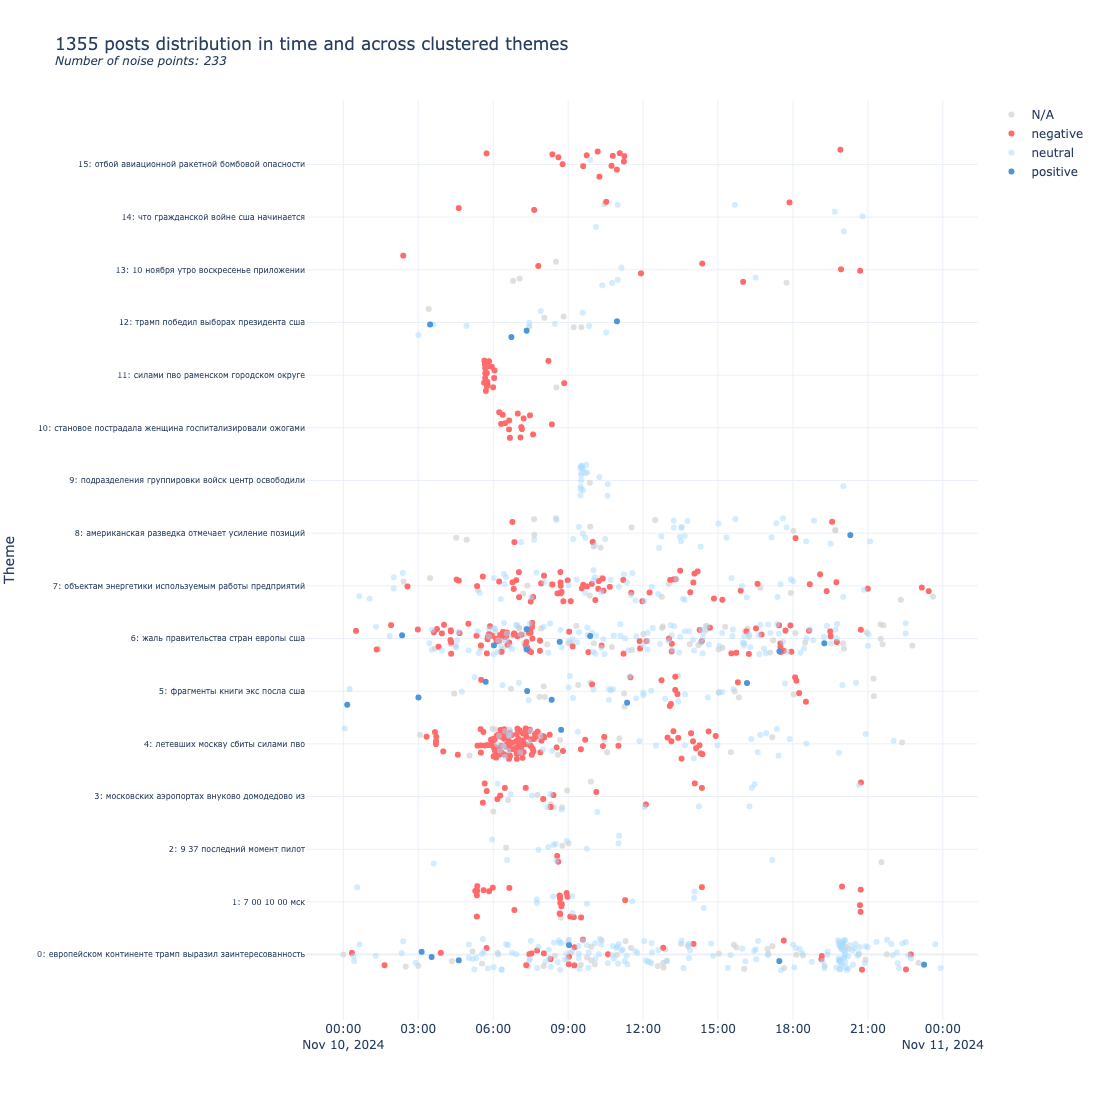 1355 posts distribution in time and across clustered themes
Number of noise points: 233
N/A
negative
neutral
positive
15: отбой авиационной ракетной бомбовой опасности
14: что гражданской войне сша начинается
13: 10 ноября утро воскресенье приложении
12: трамп победил выборах президента сша
11: силами пво раменском городском округе
10: становое пострадала женщина госпитализировали ожогами
9: подразделения группировки войск центр освободили
8: американская разведка отмечает усиление позиций
Theme
7: объектам энергетики используемым работы предприятий
6: жаль правительства стран европы сша
5: фрагменты книги экс посла сша
4: летевших москву сбиты силами пво
3: московских аэропортах внуково домодедово из
2: 9 37 последний момент пилот
1: 7 00 10 00 мск
0: европейском континенте трамп выразил заинтересованность
00:00 03:00 06:00 09:00 12:00 15:00 18:00 21:00 00:00
Nov 10, 2024 Nov 11, 2024